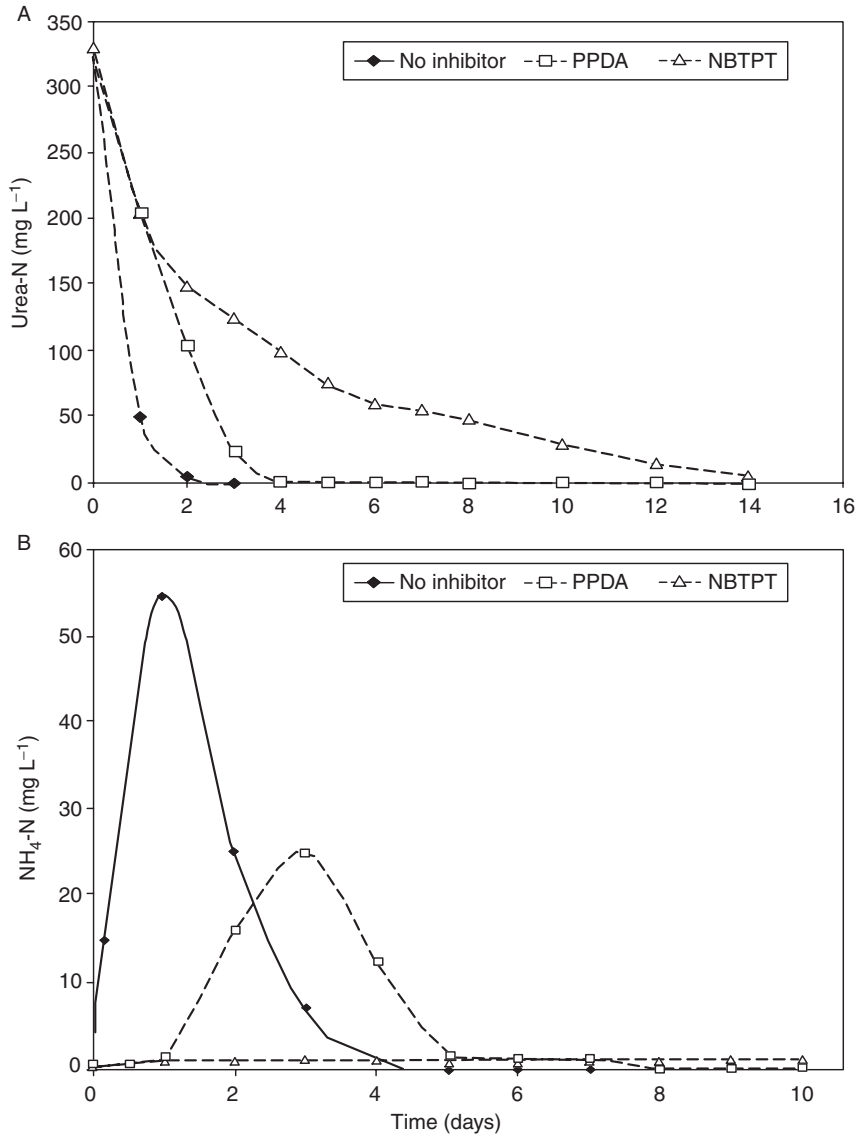 A
350
300
250
200
150
100
50
0
Urea-N (mg L⁻¹)
No inhibitor PPDA NBTPT
0 2 4 6 8 10 12 14 16
B
60
50
40
30
20
10
0
NH₄-N (mg L⁻¹)
No inhibitor PPDA NBTPT
0 2 4 6 8 10
Time (days)